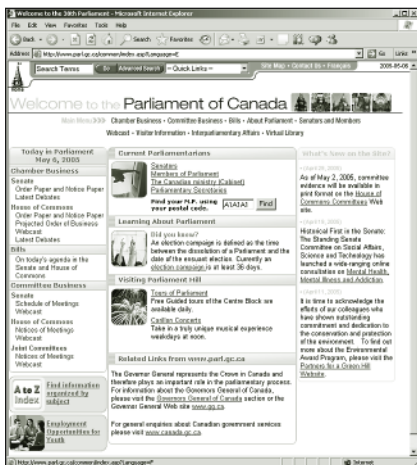 Welcome to the 38th Parliament - Microsoft Internet Explorer
File Edit View Favorites Tools Help
Back Search Favorites
Address http://www.parl.gc.ca/common/index.asp?Language=E Go Links
Search Terms Go Advanced Search -- Quick Links -- Site Map • Contact Us • Français 2005-05-06
Home
Welcome to the Parliament of Canada
Main Menu>>> Chamber Business • Committee Business • Bills • About Parliament • Senators and Members
Webcast • Visitor Information • Interparliamentary Affairs • Virtual Library
Today in Parliament
May 6, 2005
Chamber Business
Senate
Order Paper and Notice Paper
Latest Debates
House of Commons
Order Paper and Notice Paper
Projected Order of Business
Webcast
Latest Debates
Bills
On today's agenda in the
Senate and House of
Commons
Committee Business
Senate
Schedule of Meetings
Webcast
House of Commons
Notices of Meetings
Webcast
Joint Committees
Notices of Meetings
Webcast
A to Z
Index
Find information
organized by
subject
Employment
Opportunities for
Youth
Current Parliamentarians
Senators
Members of Parliament
The Canadian ministry (Cabinet)
Parliamentary Secretaries
Find your M.P. using
your postal code. A1A1A1 Find
Learning About Parliament
Did you know?
An election campaign is defined as the time
between the dissolution of a Parliament and the
date of the ensuing election. Currently an
election campaign is at least 36 days.
Visiting Parliament Hill
Tours of Parliament
Free Guided tours of the Centre Block are
available daily.
Carillon Concerts
Take in a truly unique musical experience
weekdays at noon.
Related Links from www.parl.gc.ca
The Governor General represents the Crown in Canada and
therefore plays an important role in the parliamentary process.
For information about the Governors General of Canada,
please visit the Governors General of Canada section or the
Governor General Web site www.gg.ca.
For general enquiries about Canadian government services
please visit www.canada.gc.ca.
What's new on the Site?
As of May 2, 2005, committee
evidence will be available in
print format on the House of
Commons Committees Web
site.
Historical First in the Senate:
The Standing Senate
Committee on Social Affairs,
Science and Technology has
launched a wide-ranging online
consultation on Mental Health,
Mental Illness and Addiction.
It is time to acknowledge the
efforts of our colleagues who
have shown outstanding
commitment and dedication to
the conservation and protection
of the environment. To find out
more about the Environmental
Award Program, please visit the
Partners for a Green Hill
Website.
http://www.parl.gc.ca/common/index.asp?Language=F Internet